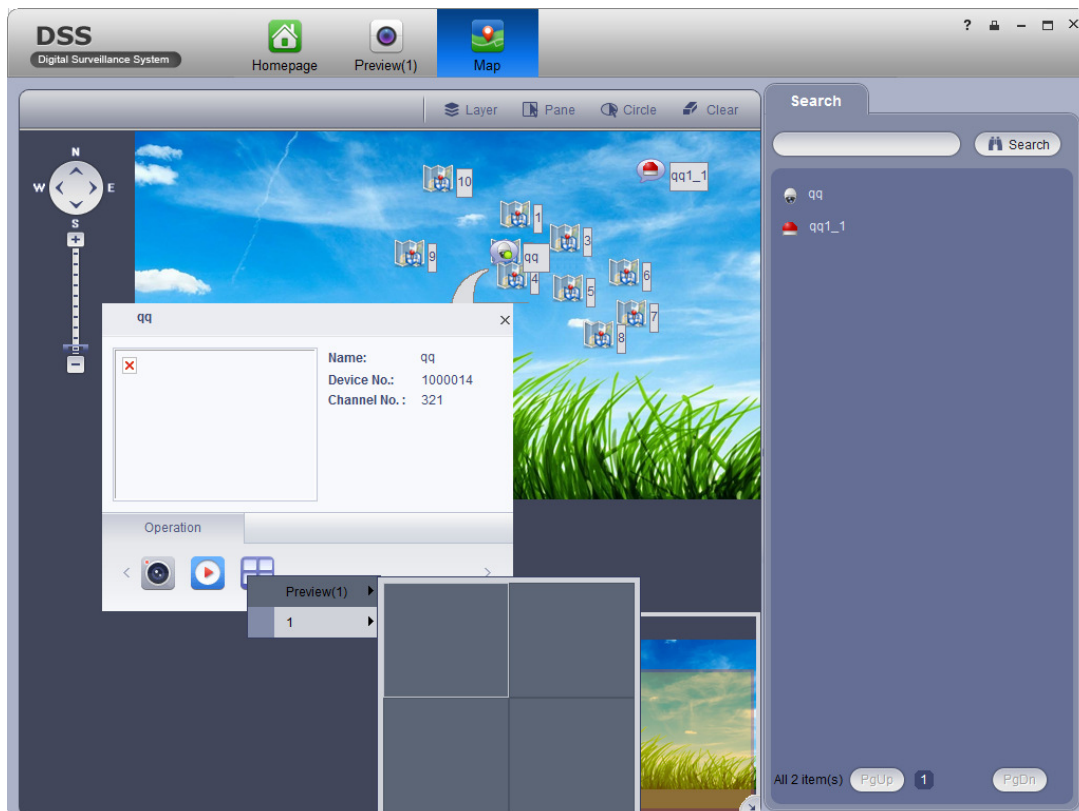 DSS
Digital Surveillance System
Homepage
Preview(1)
Map
?
Layer
Pane
Circle
Clear
Search
Search
N
W
E
S
10
qq1_1
1
3
9
qq
4
6
5
7
8
qq
qq1_1
qq
Name: qq
Device No.: 1000014
Channel No. : 321
Operation
Preview(1)
1
All 2 item(s) PgUp 1 PgDn